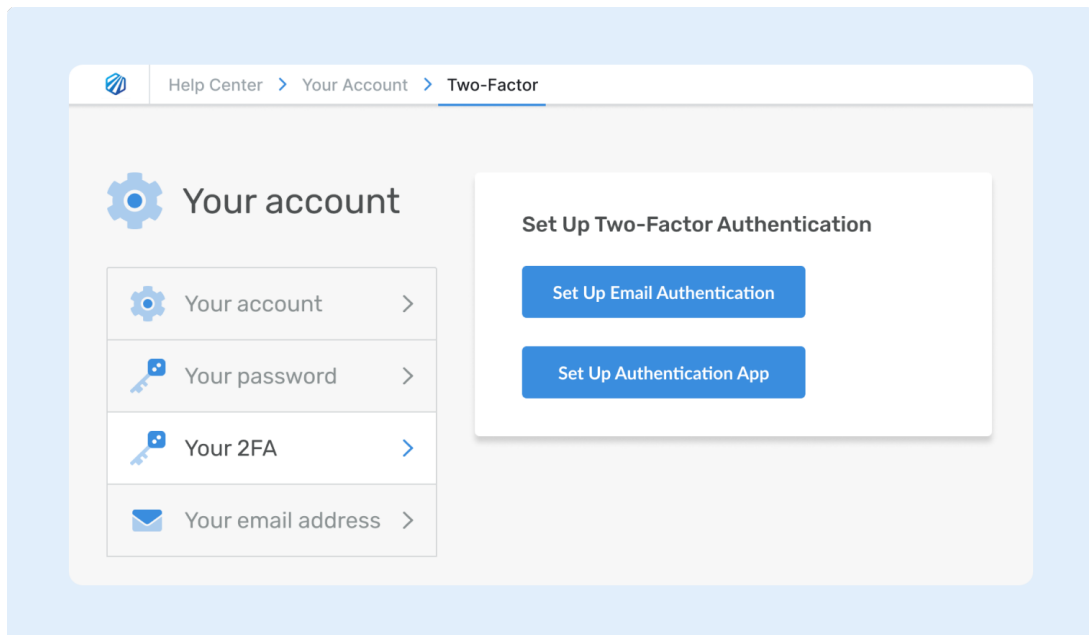 Help Center > Your Account > Two-Factor
Your account
Your account
Your password
Your 2FA
Your email address
Set Up Two-Factor Authentication
Set Up Email Authentication
Set Up Authentication App